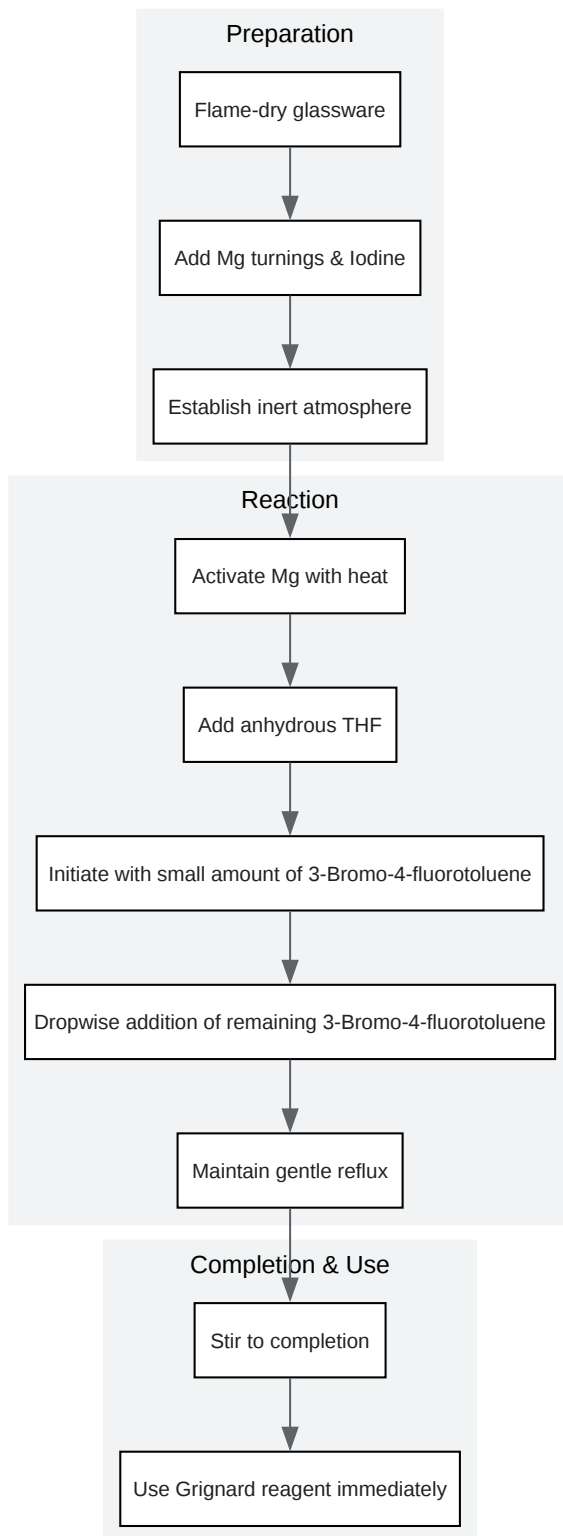 Preparation
Flame-dry glassware
Add Mg turnings & Iodine
Establish inert atmosphere
Reaction
Activate Mg with heat
Add anhydrous THF
Initiate with small amount of 3-Bromo-4-fluorotoluene
Dropwise addition of remaining 3-Bromo-4-fluorotoluene
Maintain gentle reflux
Completion & Use
Stir to completion
Use Grignard reagent immediately